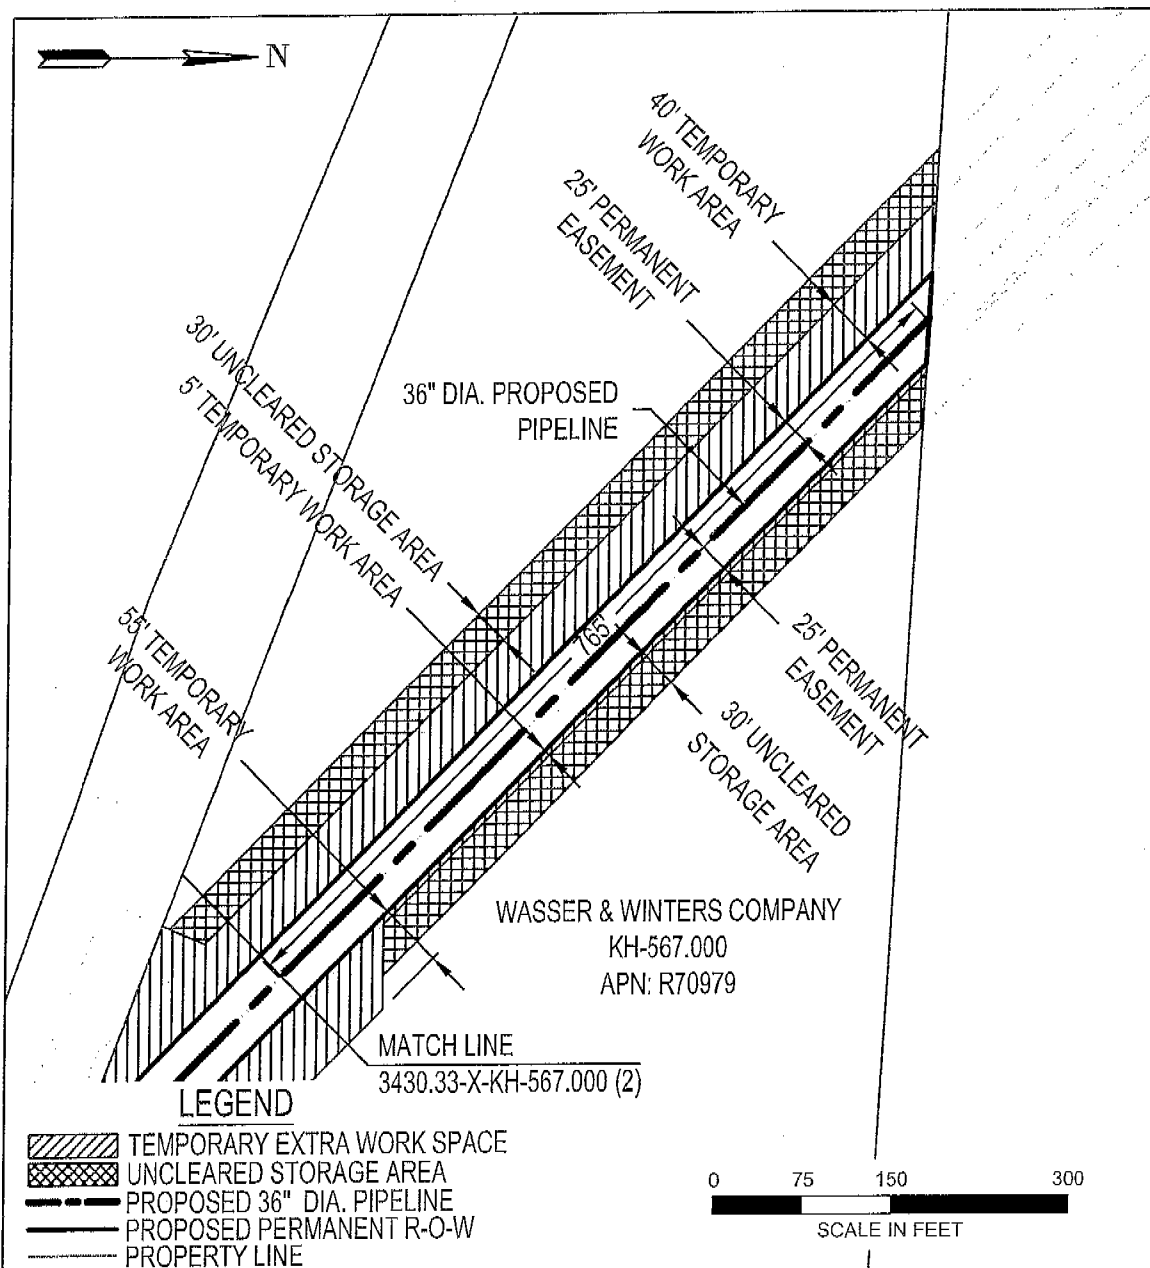 N
40' TEMPORARY
WORK AREA
25' PERMANENT
EASEMENT
30' UNCLEARED STORAGE AREA
5' TEMPORARY WORK AREA
36" DIA. PROPOSED
PIPELINE
55' TEMPORARY
WORK AREA
765'
25' PERMANENT
EASEMENT
30' UNCLEARED
STORAGE AREA
WASSER & WINTERS COMPANY
KH-567.000
APN: R70979
MATCH LINE
3430.33-X-KH-567.000 (2)
LEGEND
TEMPORARY EXTRA WORK SPACE
UNCLEARED STORAGE AREA
PROPOSED 36" DIA. PIPELINE
PROPOSED PERMANENT R-O-W
PROPERTY LINE
0 75 150 300
SCALE IN FEET